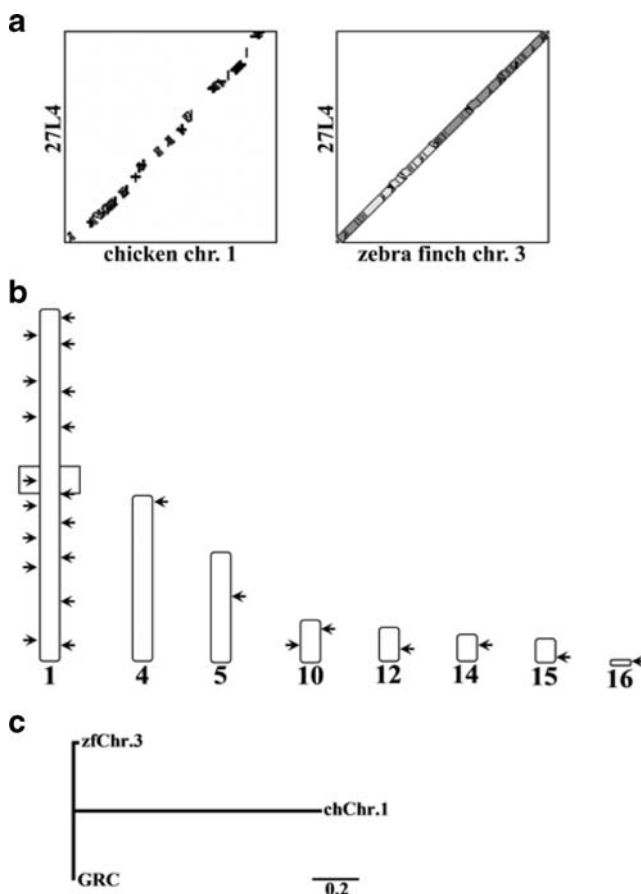 a
27L4
chicken chr. 1
27L4
zebra finch chr. 3
b
1
4
5
10
12
14
15
16
c
zfChr.3
chChr.1
GRC
0.2